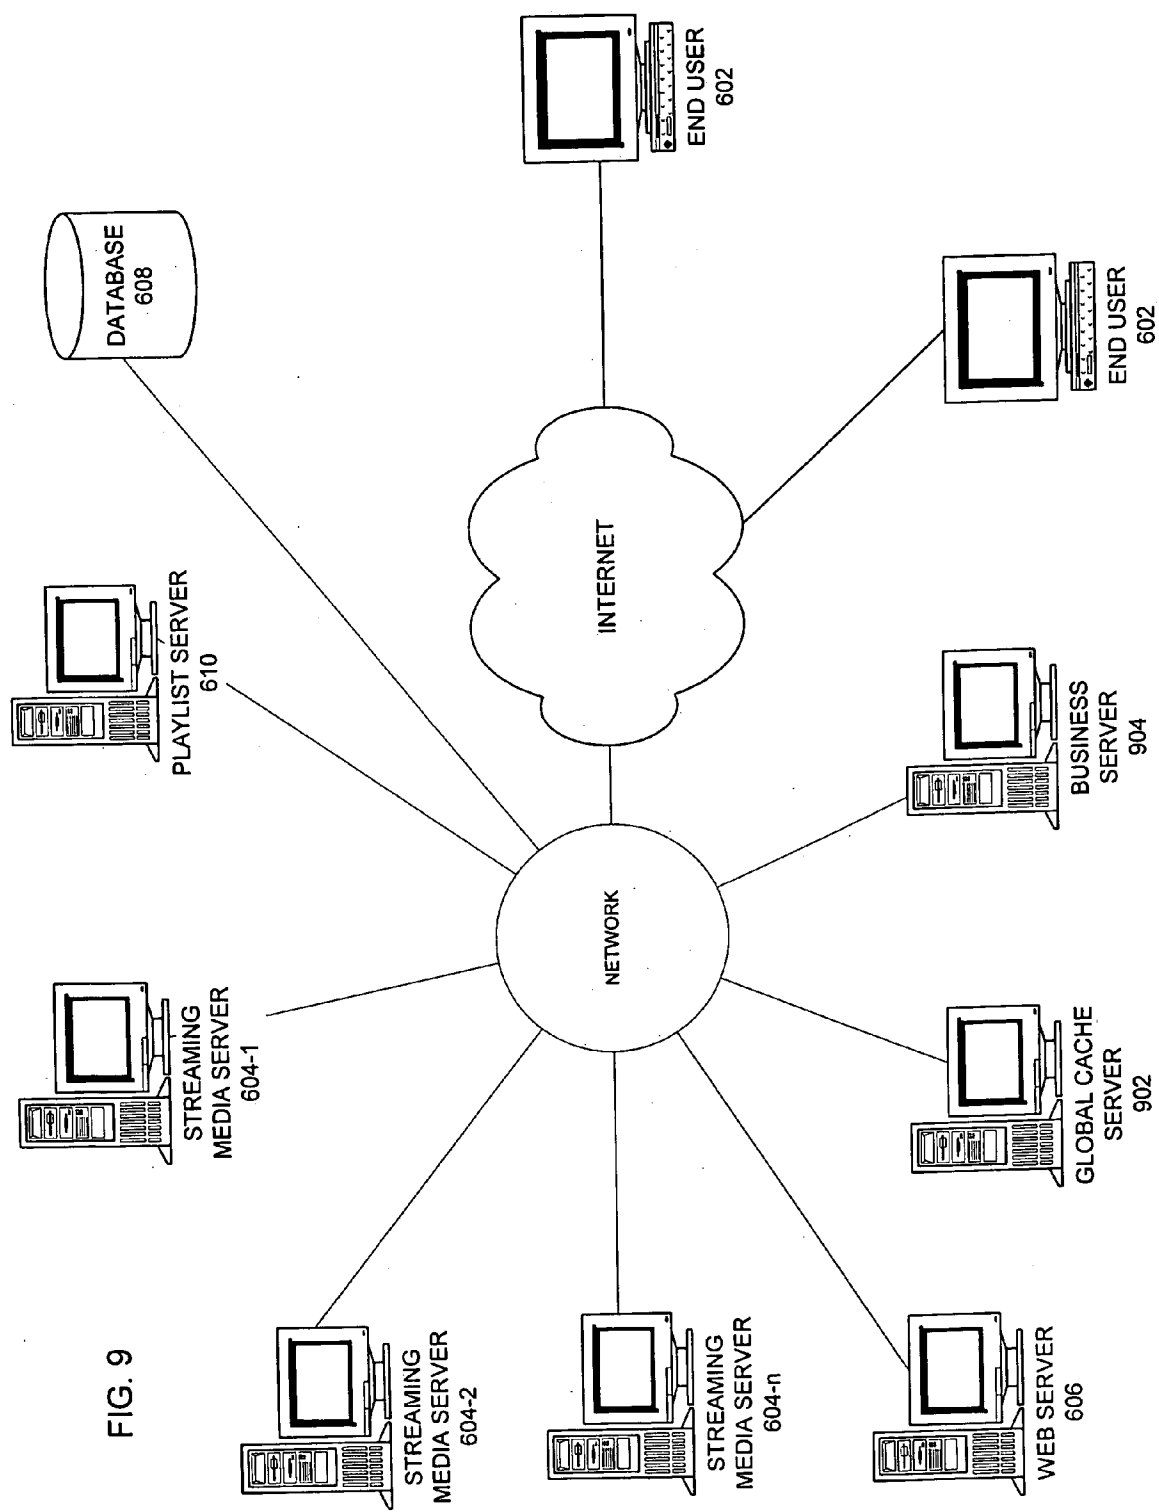 FIG. 9
STREAMING
MEDIA SERVER
604-1
PLAYLIST SERVER
610
DATABASE
608
STREAMING
MEDIA SERVER
604-2
STREAMING
MEDIA SERVER
604-n
NETWORK
INTERNET
END USER
602
WEB SERVER
606
GLOBAL CACHE
SERVER
902
BUSINESS
SERVER
904
END USER
602